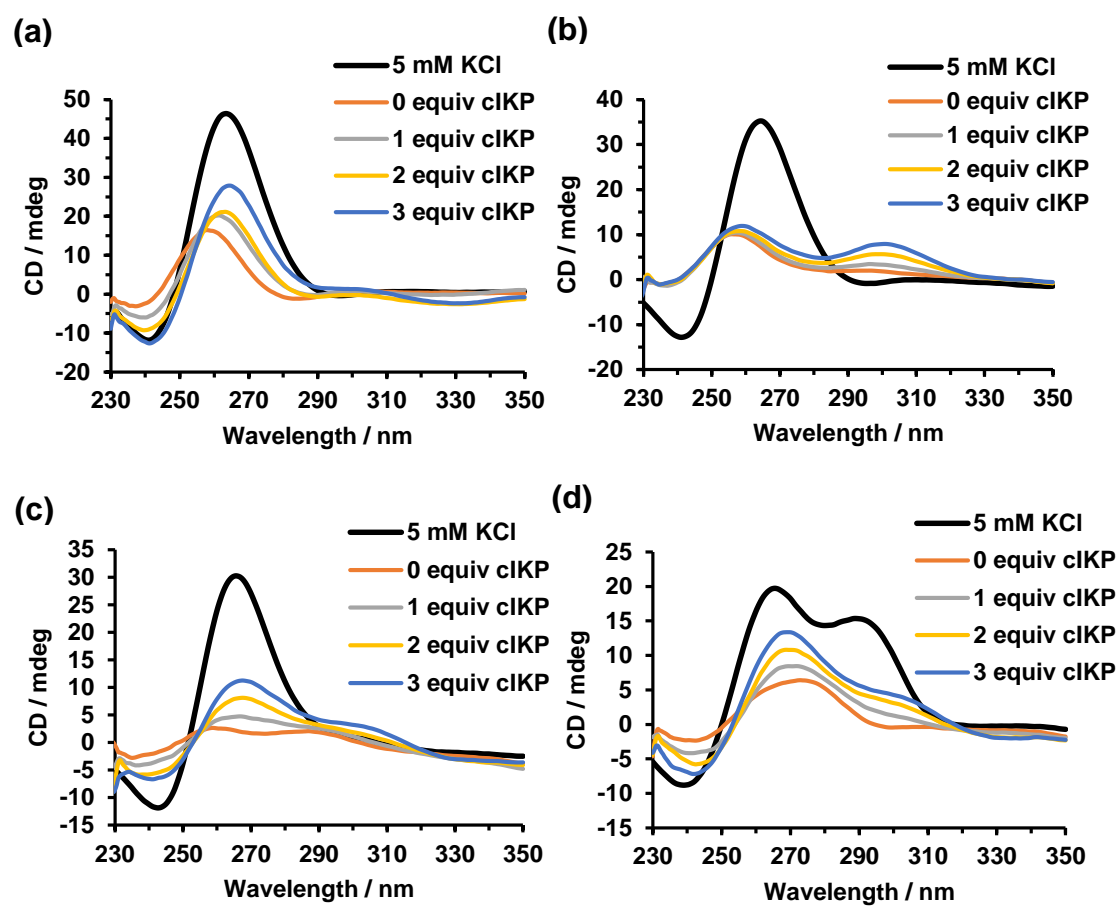 (a)
5 mM KCl
0 equiv cIKP
1 equiv cIKP
2 equiv cIKP
3 equiv cIKP
50
40
30
20
10
0
-10
-20
CD / mdeg
230 250 270 290 310 330 350
Wavelength / nm
(b)
5 mM KCl
0 equiv cIKP
1 equiv cIKP
2 equiv cIKP
3 equiv cIKP
40
30
20
10
0
-10
-20
CD / mdeg
230 250 270 290 310 330 350
Wavelength / nm
(c)
5 mM KCl
0 equiv cIKP
1 equiv cIKP
2 equiv cIKP
3 equiv cIKP
35
30
25
20
15
10
5
0
-5
-10
-15
CD / mdeg
230 250 270 290 310 330 350
Wavelength / nm
(d)
5 mM KCl
0 equiv cIKP
1 equiv cIKP
2 equiv cIKP
3 equiv cIKP
25
20
15
10
5
0
-5
-10
-15
CD / mdeg
230 250 270 290 310 330 350
Wavelength / nm